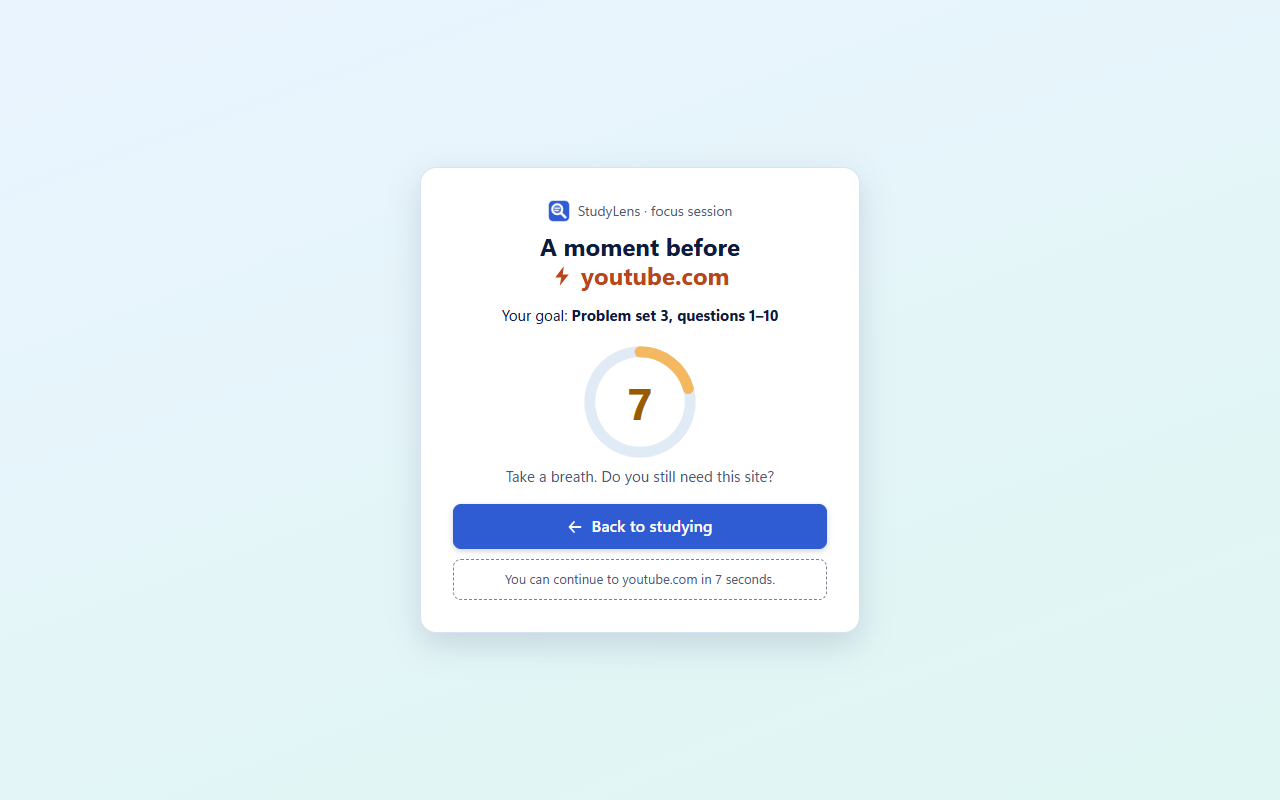 StudyLens · focus session
A moment before
youtube.com
Your goal: Problem set 3, questions 1–10
7
Take a breath. Do you still need this site?
← Back to studying
You can continue to youtube.com in 7 seconds.